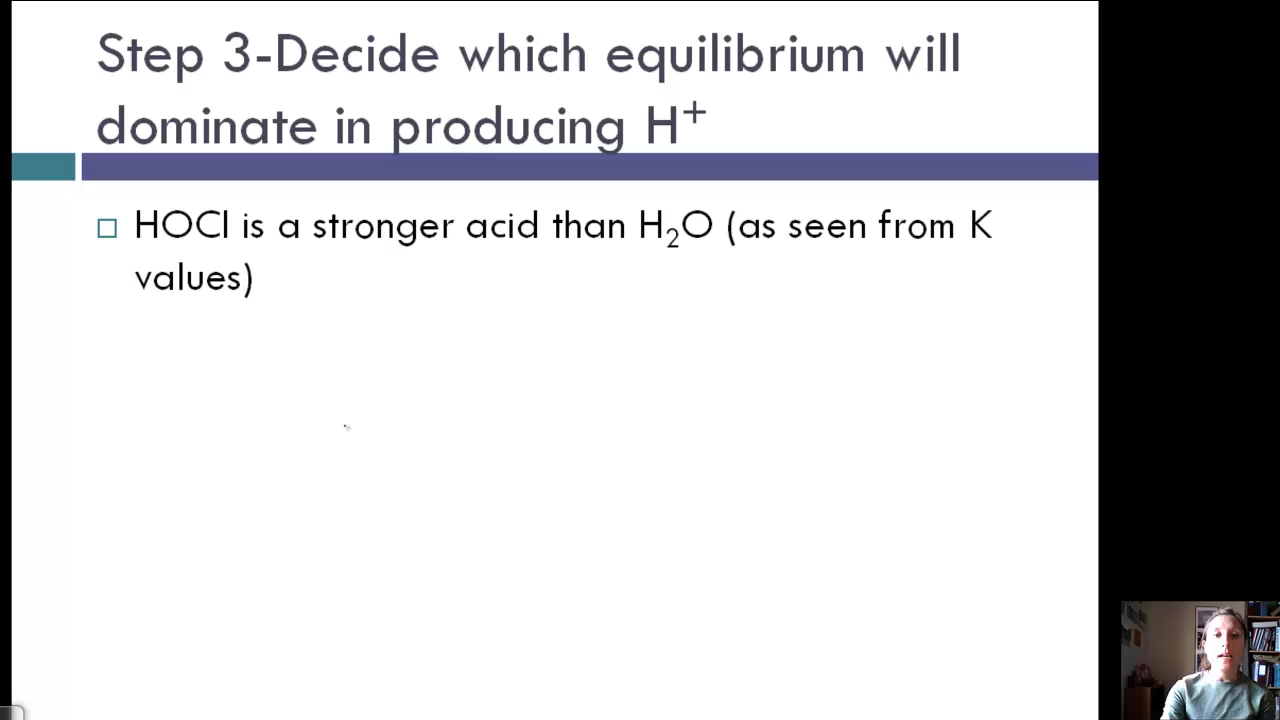 Step 3-Decide which equilibrium will
dominate in producing H⁺
HOCl is a stronger acid than H₂O (as seen from K
values)